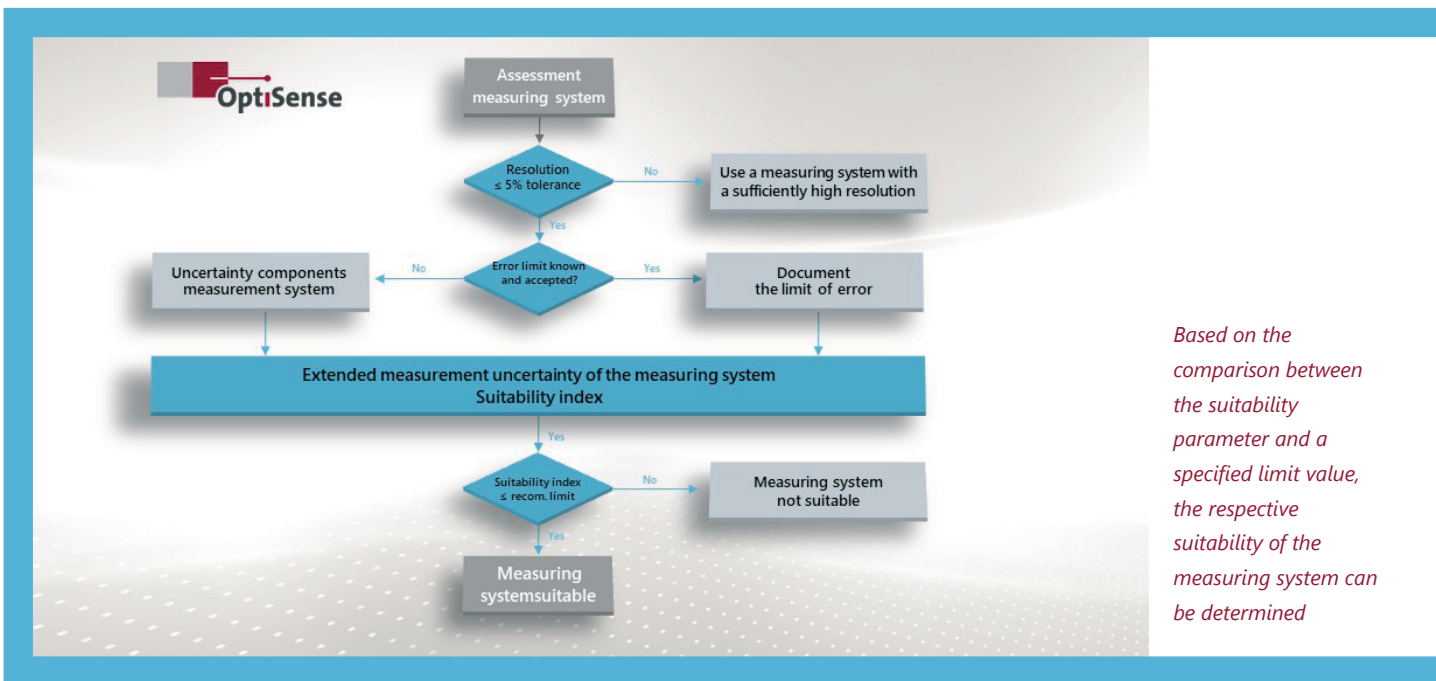 OptiSense
Assessment
measuring system
Resolution
≤ 5% tolerance
No
Use a measuring system with
a sufficiently high resolution
Yes
Uncertainty components
measurement system
No
Error limit known
and accepted?
Yes
Document
the limit of error
Extended measurement uncertainty of the measuring system
Suitability index
Yes
Suitability index
≤ recom. limit
No
Measuring system
not suitable
Yes
Measuring
systemsuitable
Based on the
comparison between
the suitability
parameter and a
specified limit value,
the respective
suitability of the
measuring system can
be determined